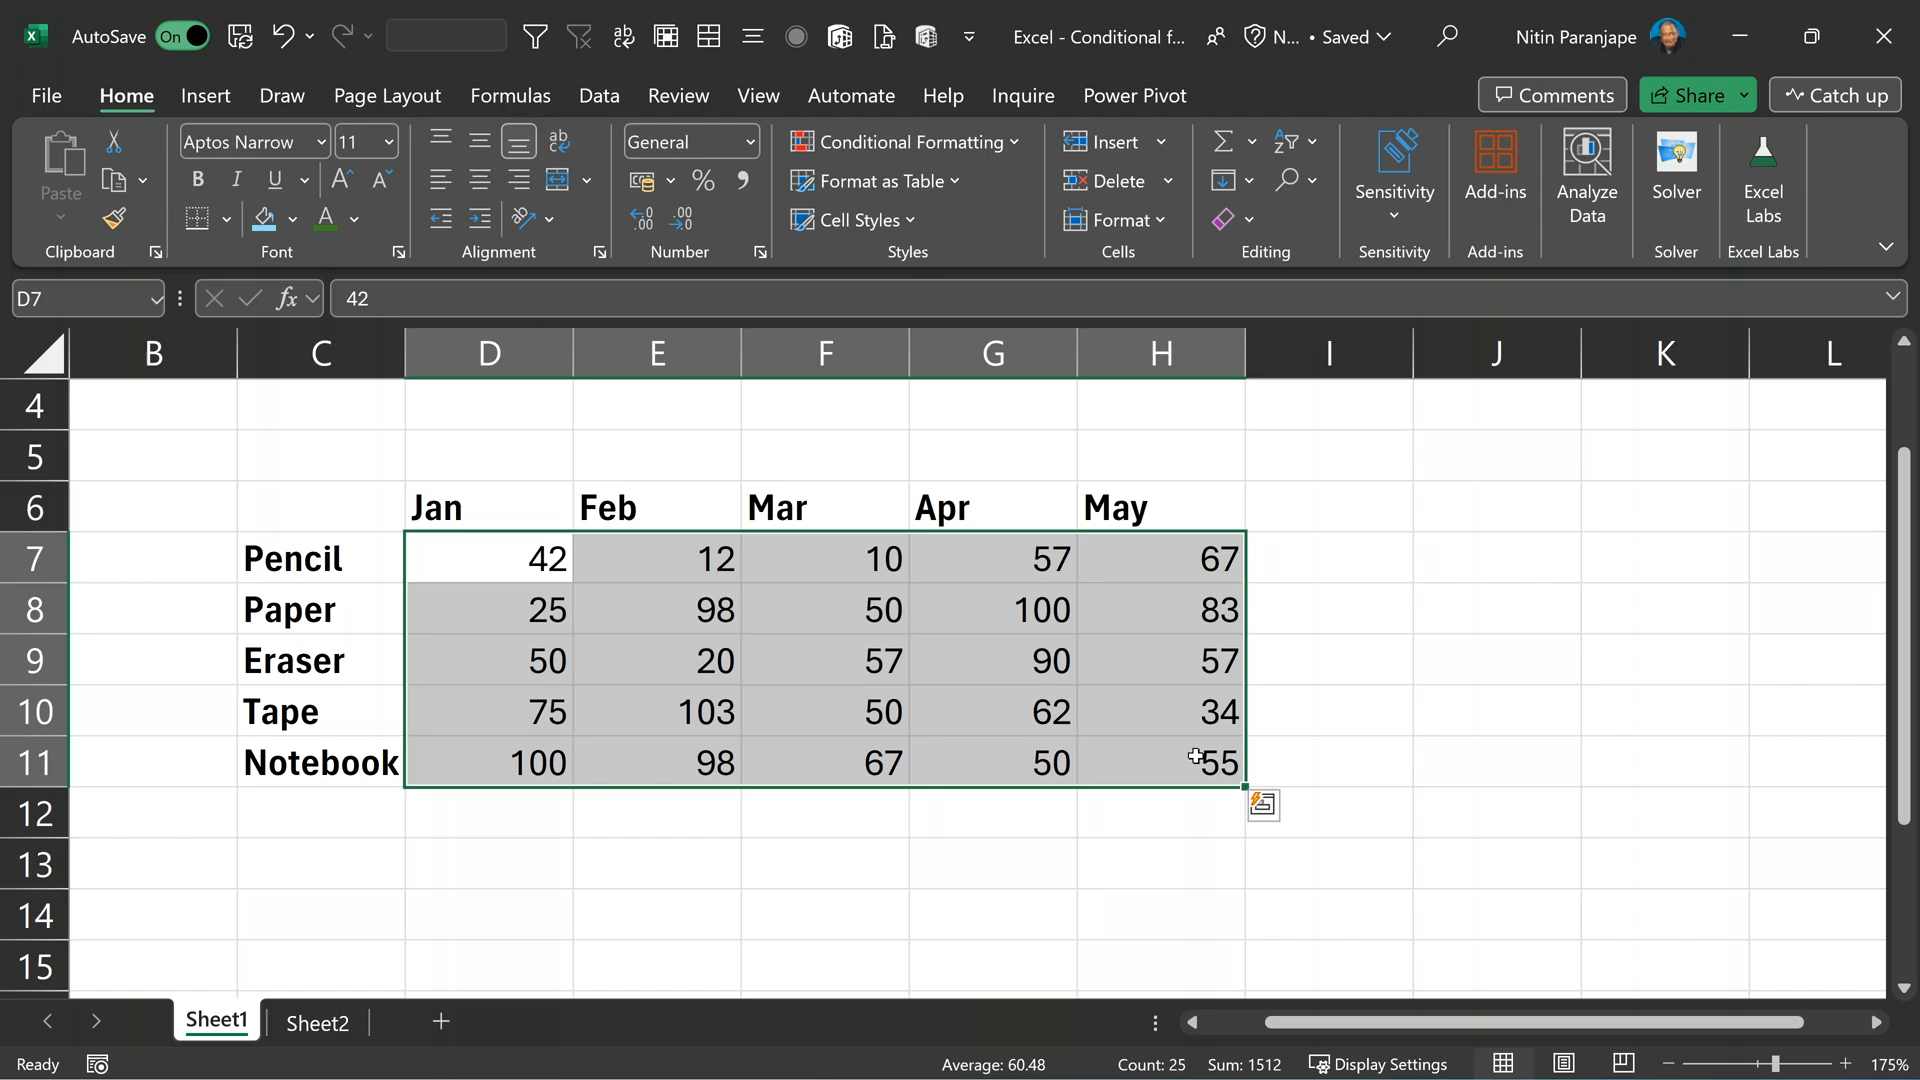 AutoSave On Excel - Conditional f... N... • Saved Nitin Paranjape
File Home Insert Draw Page Layout Formulas Data Review View Automate Help Inquire Power Pivot Comments Share Catch up
Paste
Clipboard
Aptos Narrow 11
B I U A A
A
Font
ab
Alignment
General
% 9
Number
Conditional Formatting
Format as Table
Cell Styles
Styles
Insert
Delete
Format
Cells
Editing
Sensitivity
Sensitivity
Add-ins
Add-ins
Analyze
Data
Solver
Solver
Excel
Labs
Excel Labs
D7 fx 42
B C D E F G H I J K L
4
5
6 Jan Feb Mar Apr May
7 Pencil 42 12 10 57 67
8 Paper 25 98 50 100 83
9 Eraser 50 20 57 90 57
10 Tape 75 103 50 62 34
11 Notebook 100 98 67 50 55
12
13
14
15
Sheet1 Sheet2
Ready Average: 60.48 Count: 25 Sum: 1512 Display Settings 175%